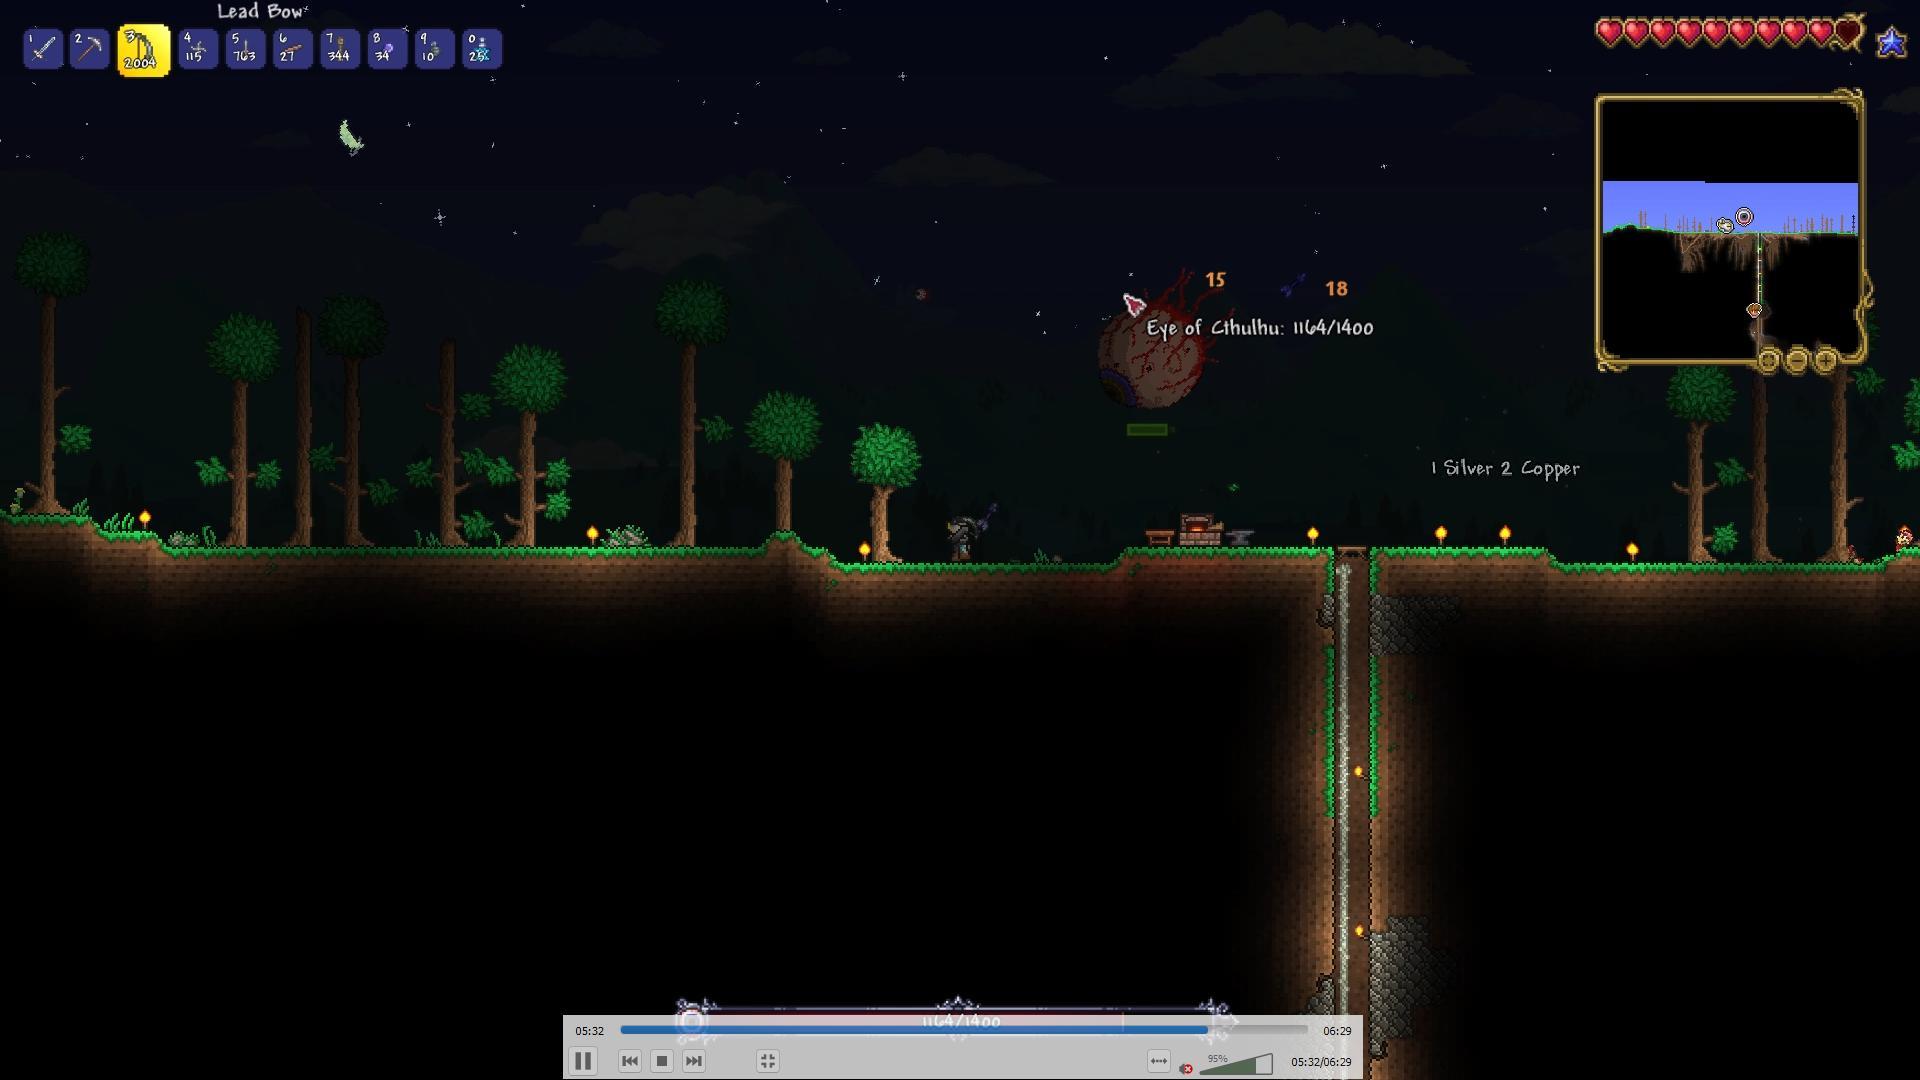 Lead Bow
1 2 3 4 5 6 7 8 9 0
2004 115 763 27 344 34 10 25
15 18
Eye of Cthulhu: 1164/1400
1 Silver 2 Copper
1164/1400
05:32 06:29
95% 05:32/06:29